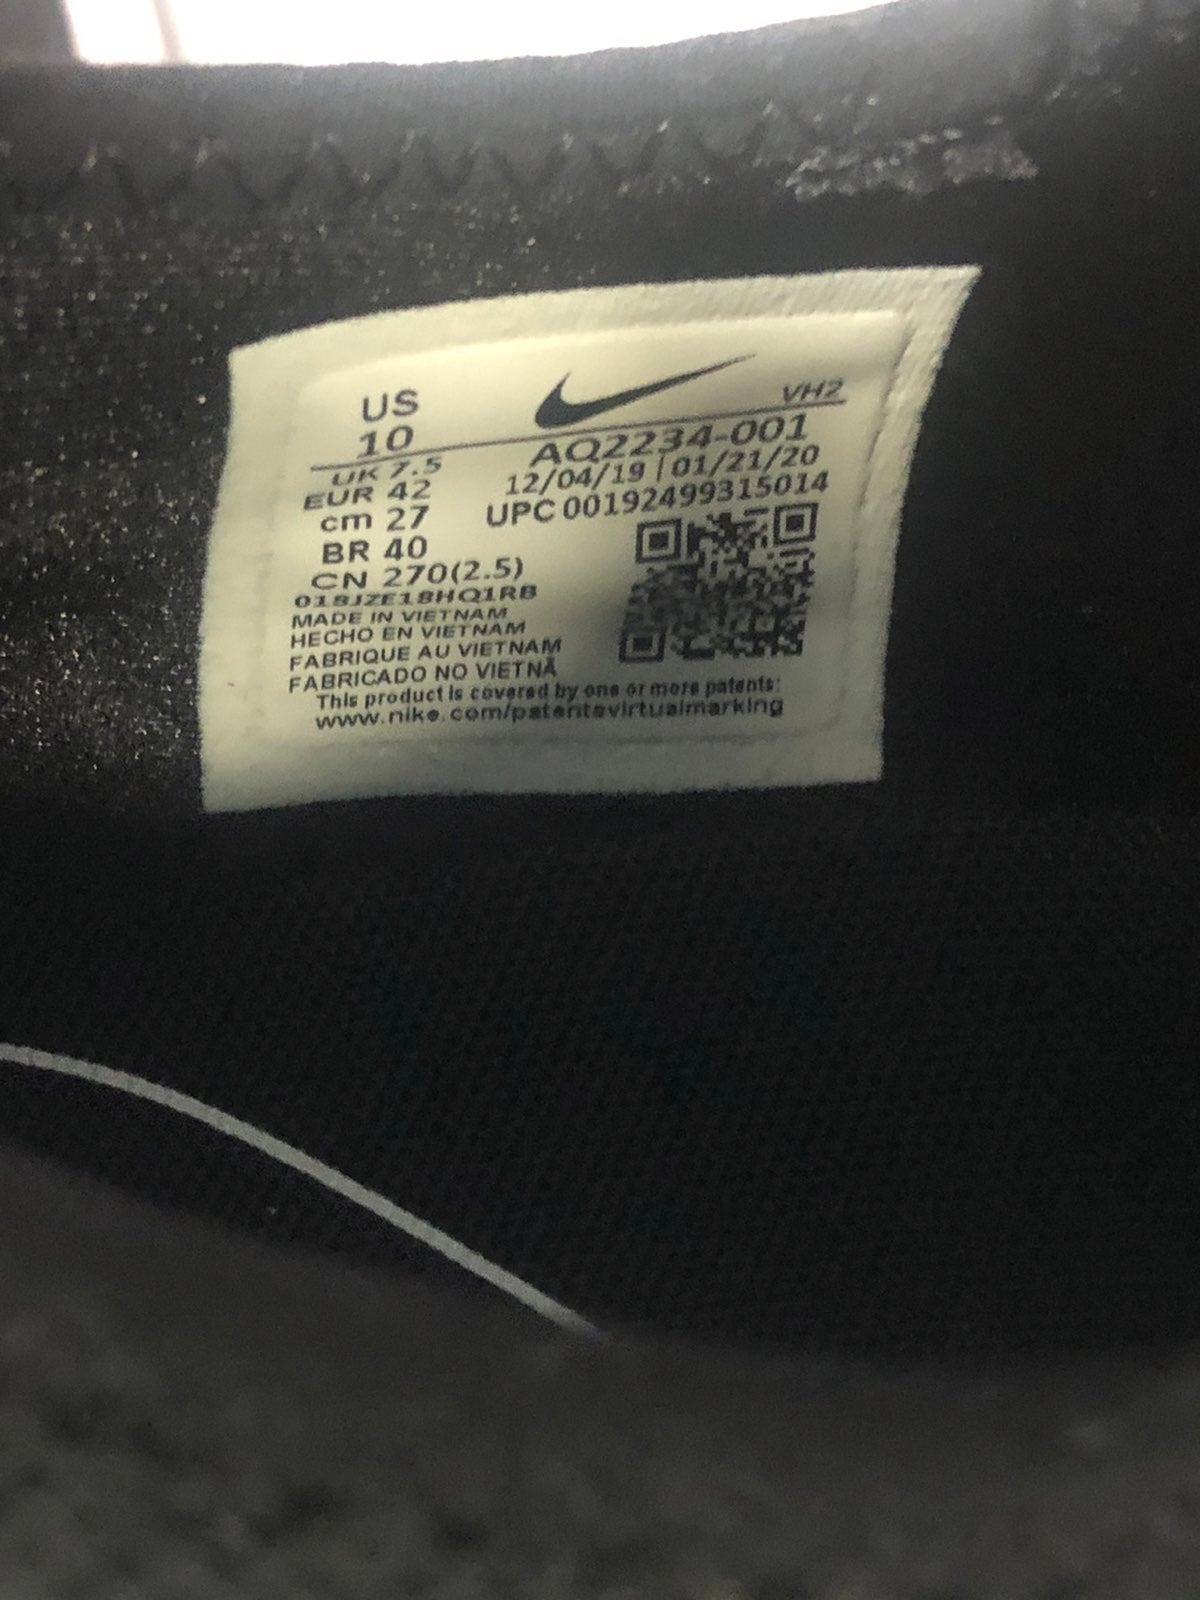 US
10
VH2
UK 7.5
EUR 42
cm 27
BR 40
CN 270(2.5)
AQ2234-001
12/04/19 | 01/21/20
UPC 00192499315014
018JZE18HQ1RB
MADE IN VIETNAM
HECHO EN VIETNAM
FABRIQUE AU VIETNAM
FABRICADO NO VIETNÃ
This product is covered by one or more patents:
www.nike.com/patentsvirtualmarking